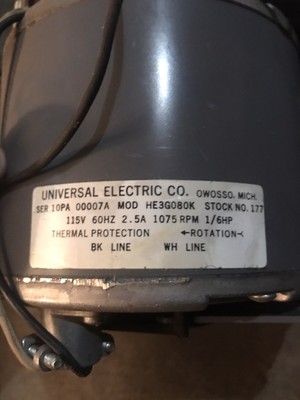 UNIVERSAL ELECTRIC CO. OWOSSO, MICH.
SER 10PA 00007A MOD HE3G080K STOCK NO. 177
115V 60HZ 2.5A 1075 RPM 1/6HP
THERMAL PROTECTION ←ROTATION≺
BK LINE WH LINE